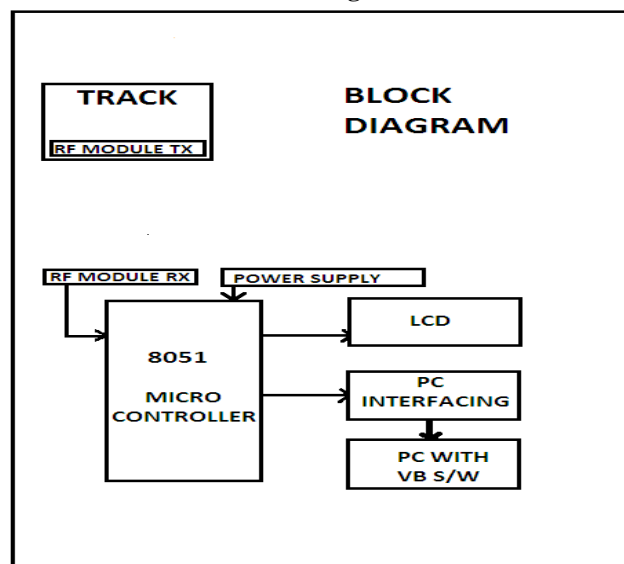 TRACK
RF MODULE TX
BLOCK
DIAGRAM
RF MODULE RX
POWER SUPPLY
8051
MICRO
CONTROLLER
LCD
PC
INTERFACING
PC WITH
VB S/W